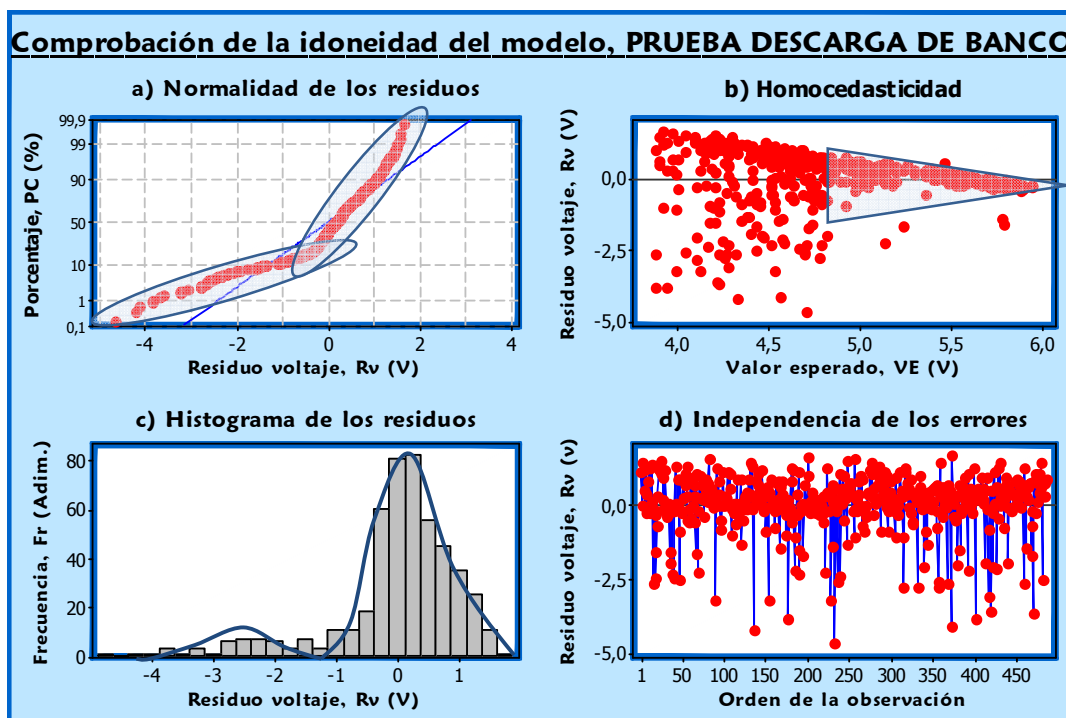 Comprobación de la idoneidad del modelo, PRUEBA DESCARGA DE BANCO
a) Normalidad de los residuos
Porcentaje, PC (%)
99,9
99
90
50
10
1
0,1
-4 -2 0 2 4
Residuo voltaje, Rv (V)
b) Homocedasticidad
Residuo voltaje, Rv (V)
0,0
-2,5
-5,0
4,0 4,5 5,0 5,5 6,0
Valor esperado, VE (V)
c) Histograma de los residuos
Frecuencia, Fr (Adim.)
80
60
40
20
0
-4 -3 -2 -1 0 1
Residuo voltaje, Rv (V)
d) Independencia de los errores
Residuo voltaje, Rv (v)
0,0
-2,5
-5,0
1 50 100 150 200 250 300 350 400 450
Orden de la observación